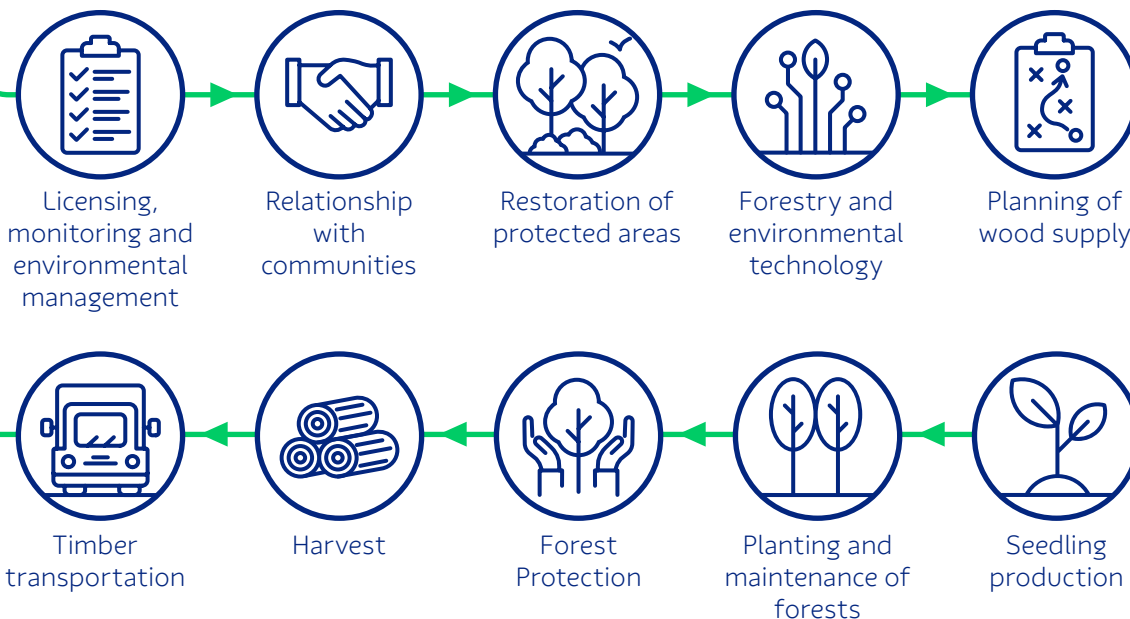 Licensing,
monitoring and
environmental
management
Relationship
with
communities
Restoration of
protected areas
Forestry and
environmental
technology
Planning of
wood supply
Timber
transportation
Harvest
Forest
Protection
Planting and
maintenance of
forests
Seedling
production